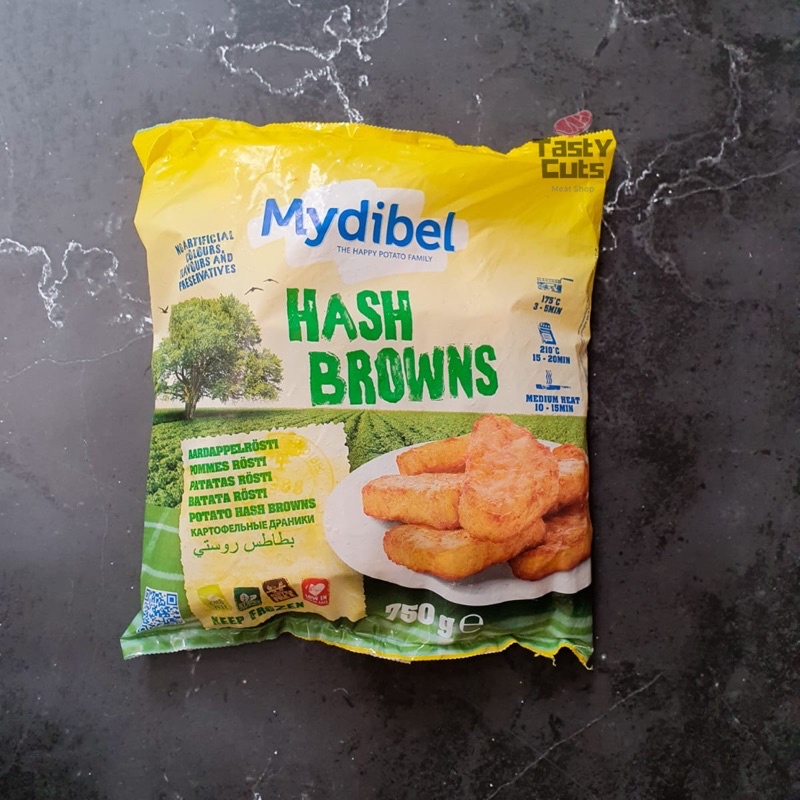 Tasty
Cuts
Meat Shop
Mydibel
THE HAPPY POTATO FAMILY
NO ARTIFICIAL
COLOURS,
FLAVOURS AND
PRESERVATIVES
HASH
BROWNS
175°C
3 - 5MIN
210°C
15 - 20MIN
MEDIUM HEAT
10 - 15MIN
AARDAPPELRÖSTI
POMMES RÖSTI
PATATAS RÖSTI
BATATA RÖSTI
POTATO HASH BROWNS
КАРТОФЕЛЬНЫЕ ДРАНИКИ
بطاطس روستي
LOW IN
KEEP FROZEN
750g e